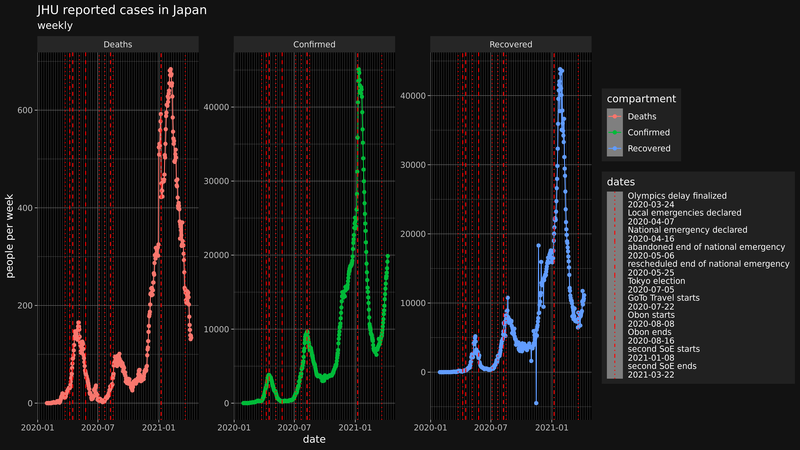 JHU reported cases in Japan
weekly
Deaths
Confirmed
Recovered
people per week
600
400
200
0
40000
30000
20000
10000
0
40000
30000
20000
10000
0
2020-01
2020-07
2021-01
2020-01
2020-07
2021-01
2020-01
2020-07
2021-01
date
compartment
Deaths
Confirmed
Recovered
dates
Olympics delay finalized
2020-03-24
Local emergencies declared
2020-04-07
National emergency declared
2020-04-16
abandoned end of national emergency
2020-05-06
rescheduled end of national emergency
2020-05-25
Tokyo election
2020-07-05
GoTo Travel starts
2020-07-22
Obon starts
2020-08-08
Obon ends
2020-08-16
second SoE starts
2021-01-08
second SoE ends
2021-03-22